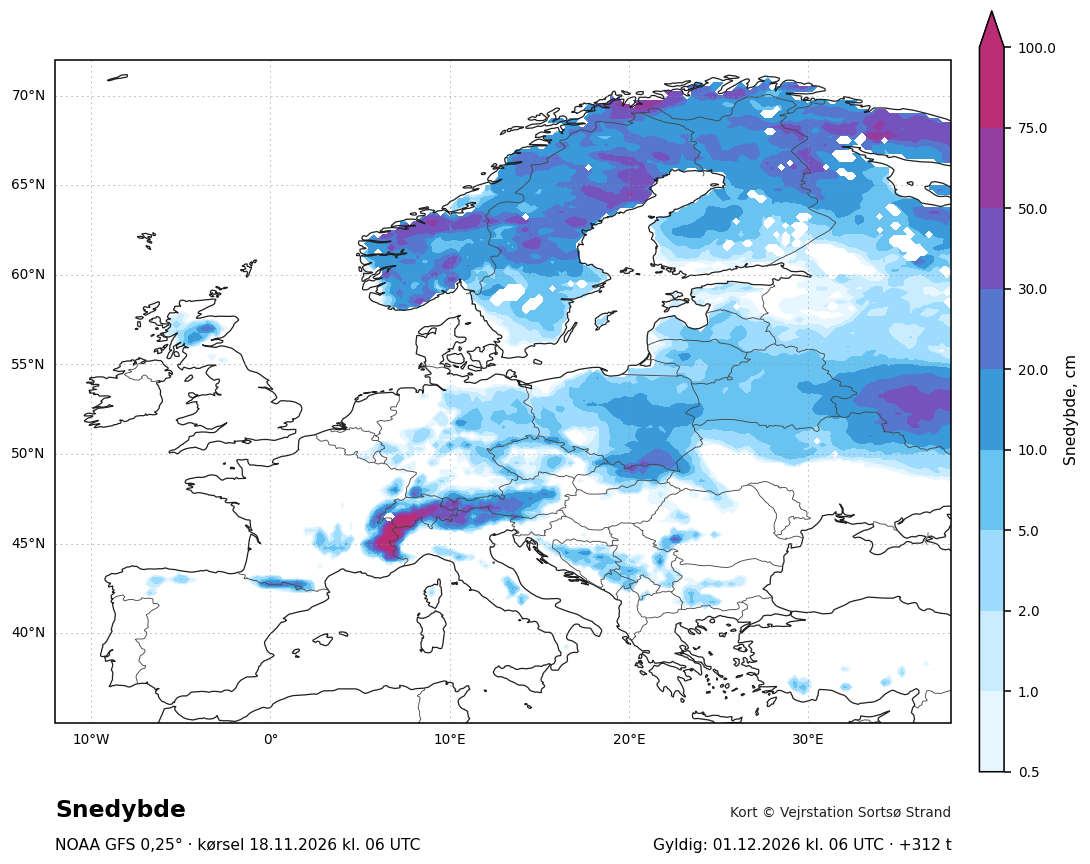 100.0
75.0
50.0
30.0
20.0
10.0
5.0
2.0
1.0
0.5
Snedybde, cm
70°N
65°N
60°N
55°N
50°N
45°N
40°N
10°W
0°
10°E
20°E
30°E
Snedybde
Kort © Vejrstation Sortsø Strand
NOAA GFS 0,25° · kørsel 18.11.2026 kl. 06 UTC
Gyldig: 01.12.2026 kl. 06 UTC · +312 t